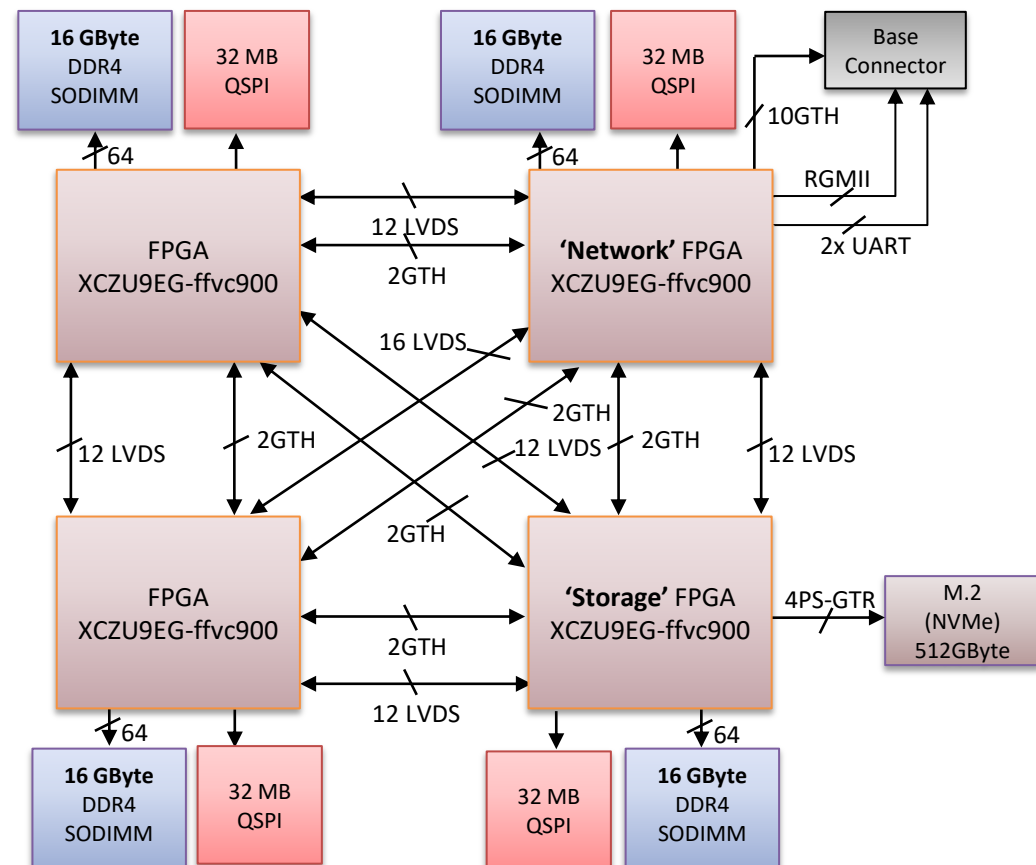 16 GByte
DDR4
SODIMM
32 MB
QSPI
16 GByte
DDR4
SODIMM
32 MB
QSPI
Base
Connector
64
64
10GTH
RGMII
2x UART
12 LVDS
2GTH
FPGA
XCZU9EG-ffvc900
'Network' FPGA
XCZU9EG-ffvc900
16 LVDS
2GTH
12 LVDS
2GTH
12 LVDS
2GTH
2GTH
12 LVDS
FPGA
XCZU9EG-ffvc900
'Storage' FPGA
XCZU9EG-ffvc900
2GTH
12 LVDS
4PS-GTR
M.2
(NVMe)
512GByte
64
64
16 GByte
DDR4
SODIMM
32 MB
QSPI
32 MB
QSPI
16 GByte
DDR4
SODIMM